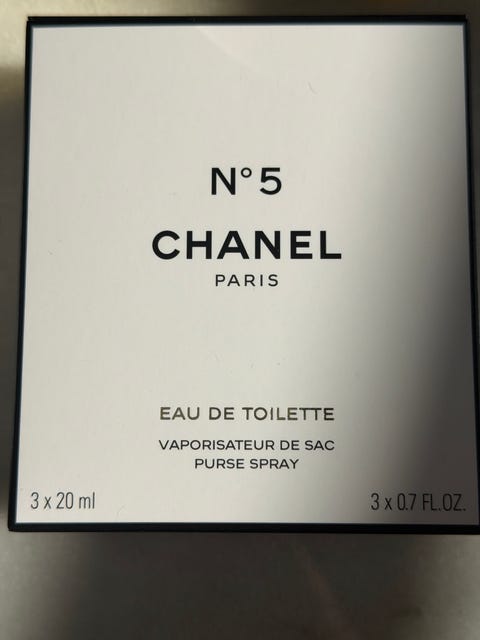 N°5
CHANEL
PARIS
EAU DE TOILETTE
VAPORISATEUR DE SAC
PURSE SPRAY
3 x 20 ml
3 x 0.7 FL.OZ.